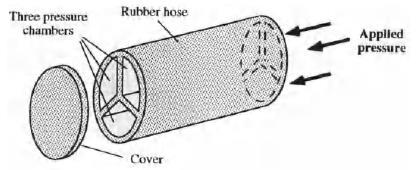 Three pressure
chambers
Rubber hose
Applied
pressure
Cover